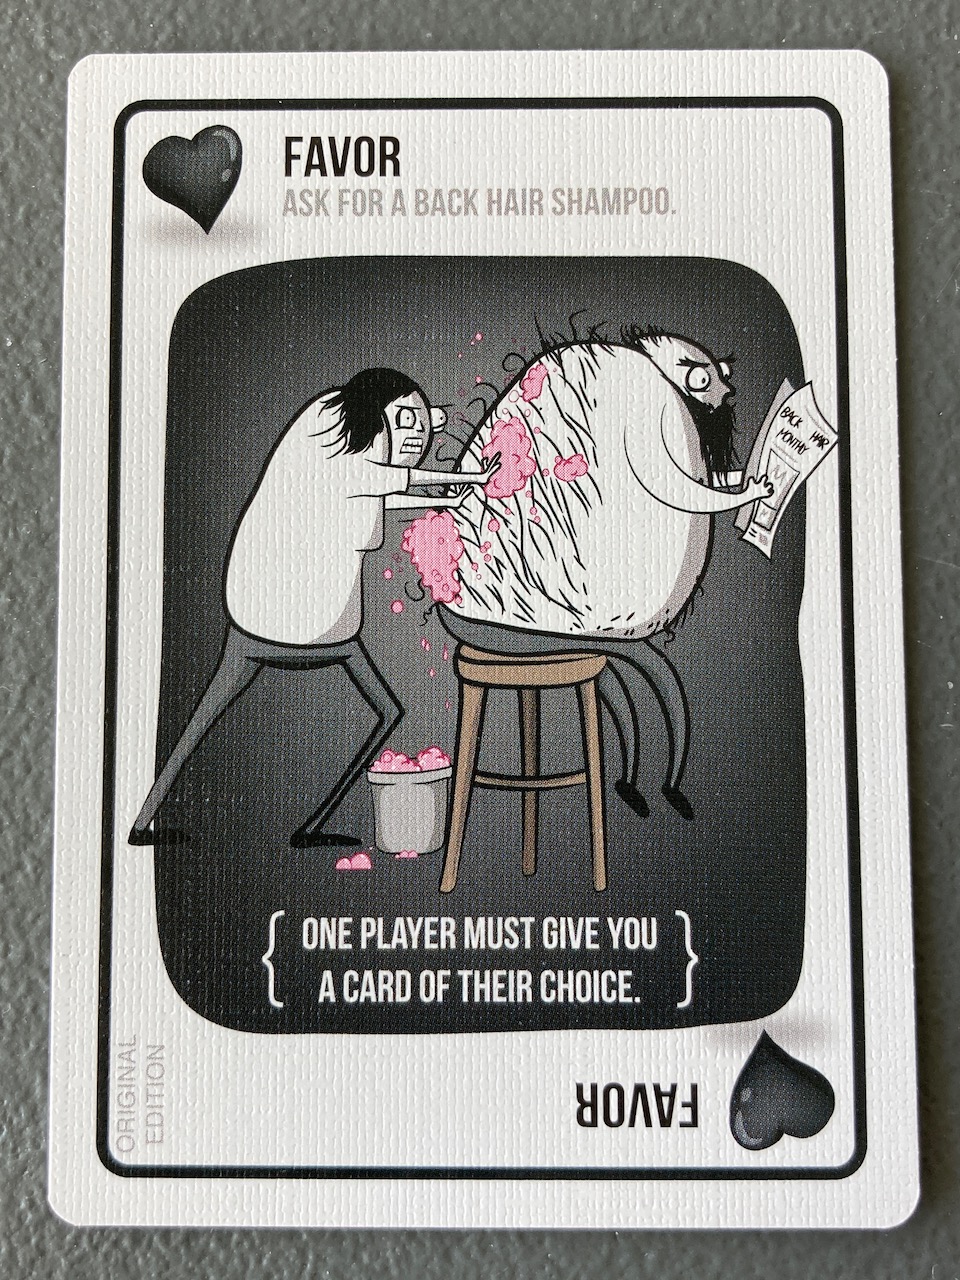 FAVOR
ASK FOR A BACK HAIR SHAMPOO.
BACK HAIR
MONTHLY
{ ONE PLAYER MUST GIVE YOU
A CARD OF THEIR CHOICE. }
ORIGINAL
EDITION
FAVOR